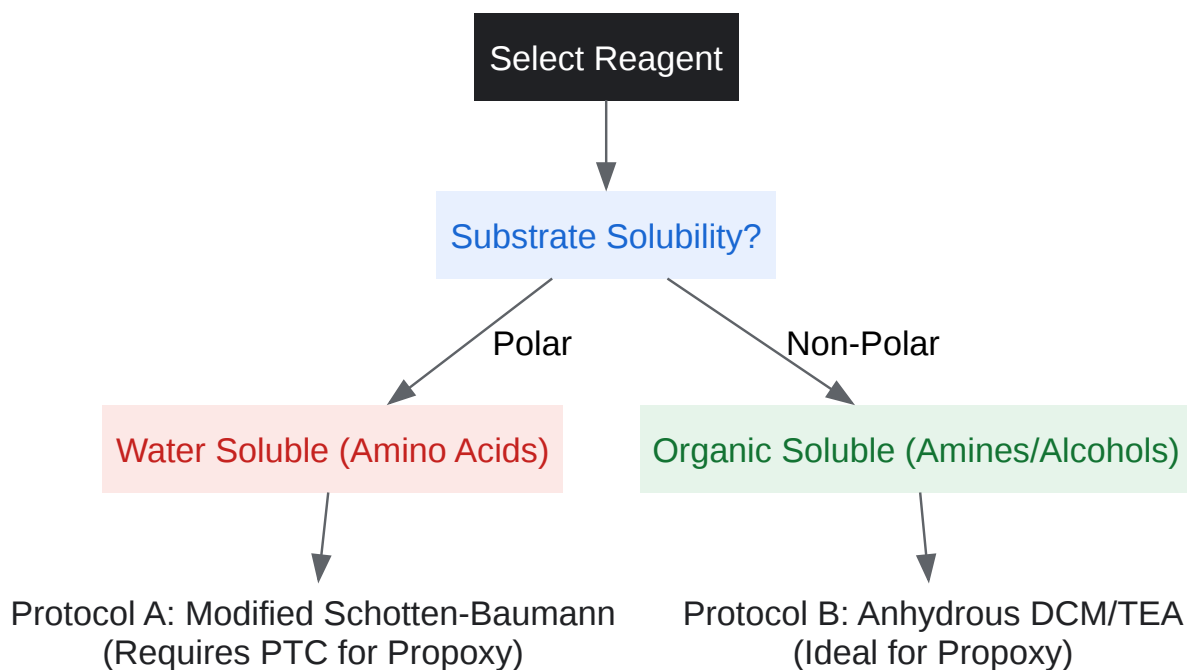 Select Reagent
Substrate Solubility?
Polar
Non-Polar
Water Soluble (Amino Acids)
Organic Soluble (Amines/Alcohols)
Protocol A: Modified Schotten-Baumann
(Requires PTC for Propoxy)
Protocol B: Anhydrous DCM/TEA
(Ideal for Propoxy)